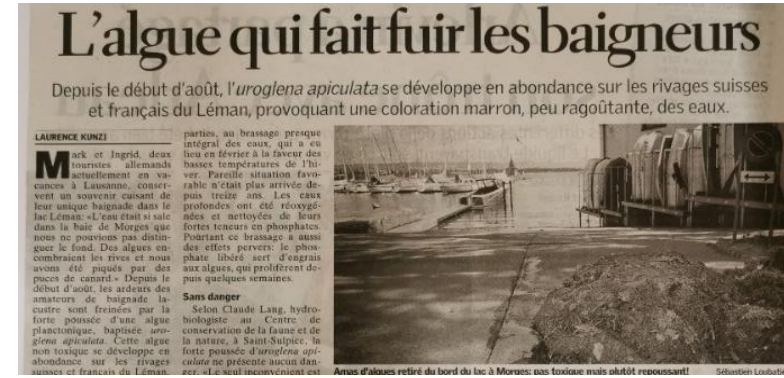 L'algue qui fait fuir les baigneurs
Depuis le début d'août, l'uroglena apiculata se développe en abondance sur les rivages suisses
et français du Léman, provoquant une coloration marron, peu ragoûtante, des eaux.
LAURENCE KUNZI
Mark et Ingrid, deux
touristes allemands
actuellement en va-
cances à Lausanne, conser-
vent un souvenir cuisant de
leur unique baignade dans le
lac Léman: «L'eau était si sale
dans la baie de Morges que
nous ne pouvions pas distin-
guer le fond. Des algues en-
combraient les rives et nous
avons été piqués par des
puces de canard.» Depuis le
début d'août, les ardeurs des
amateurs de baignade la-
custre sont freinées par la
forte poussée d'une algue
planctonique, baptisée uro-
glena apiculata. Cette algue
non toxique se développe en
abondance sur les rivages
suisses et français du Léman,
parties, au brassage presque
intégral des eaux, qui a eu
lieu en février à la faveur des
basses températures de l'hi-
ver. Pareille situation favo-
rable n'était plus arrivée de-
puis treize ans. Les eaux
profondes ont été réoxygé-
nées et nettoyées de leurs
fortes teneurs en phosphates.
Pourtant ce brassage a aussi
des effets pervers: le phos-
phate libéré sert d'engrais
aux algues, qui prolifèrent de-
puis quelques semaines.
Sans danger
Selon Claude Lang, hydro-
biologiste au Centre de
conservation de la faune et de
la nature, à Saint-Sulpice, la
forte poussée d'uroglena api-
culata ne présente aucun dan-
ger. «Le seul inconvénient est
Amas d'algues retiré du bord du lac à Morges: pas toxique mais plutôt repoussant!
Sébastien